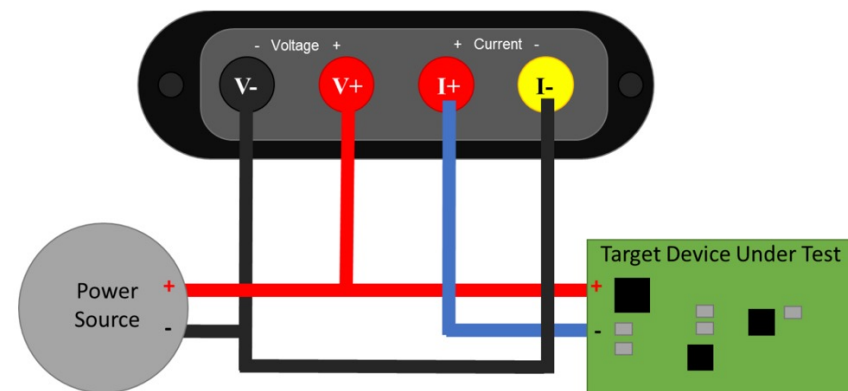 - Voltage + + Current -
V- V+ I+ I-
Target Device Under Test
Power
Source
+
-
+
-